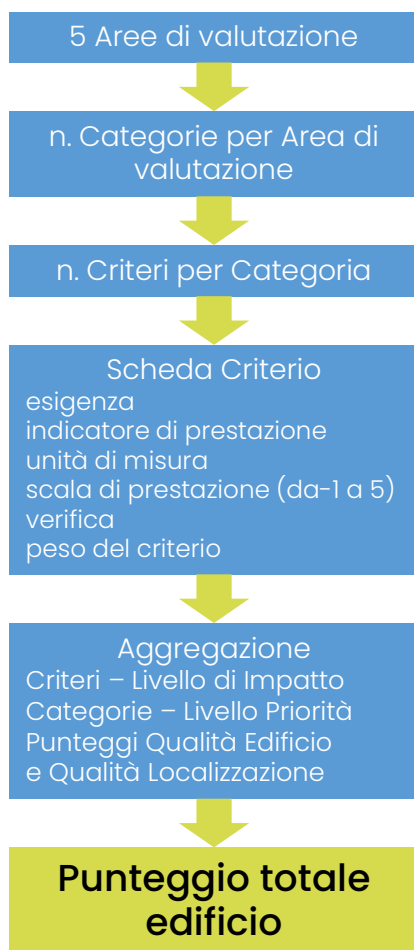 5 Aree di valutazione
n. Categorie per Area di
valutazione
n. Criteri per Categoria
Scheda Criterio
esigenza
indicatore di prestazione
unità di misura
scala di prestazione (da-1 a 5)
verifica
peso del criterio
Aggregazione
Criteri – Livello di Impatto
Categorie – Livello Priorità
Punteggi Qualità Edificio
e Qualità Localizzazione
Punteggio totale
edificio